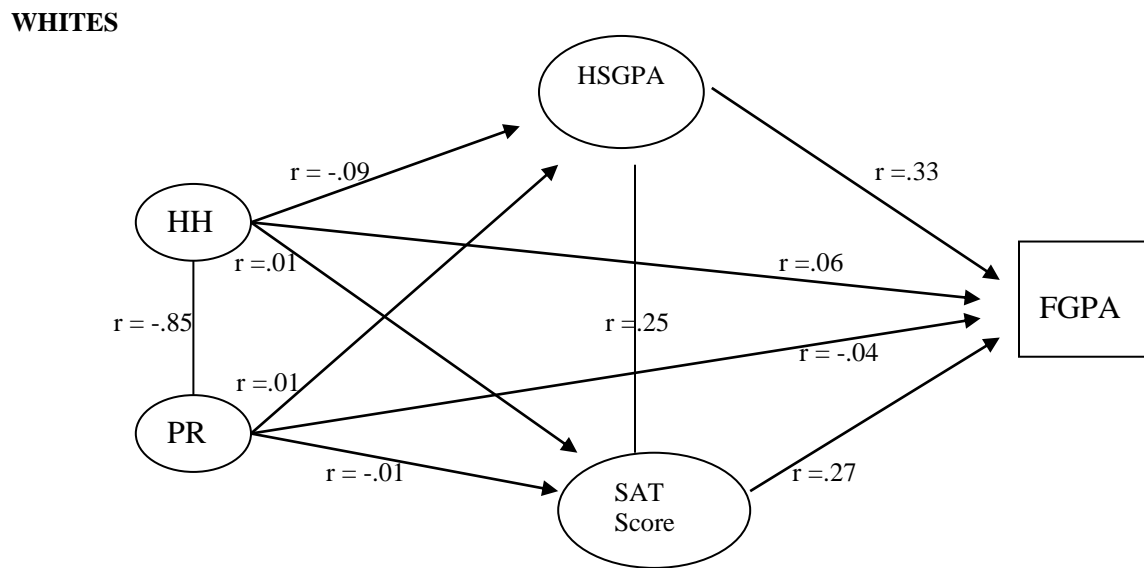 WHITES
HSGPA
r = -.09
r =.33
HH
r =.01
r =.06
FGPA
r = -.85
r =.25
r = -.04
r =.01
PR
r = -.01
r =.27
SAT
Score